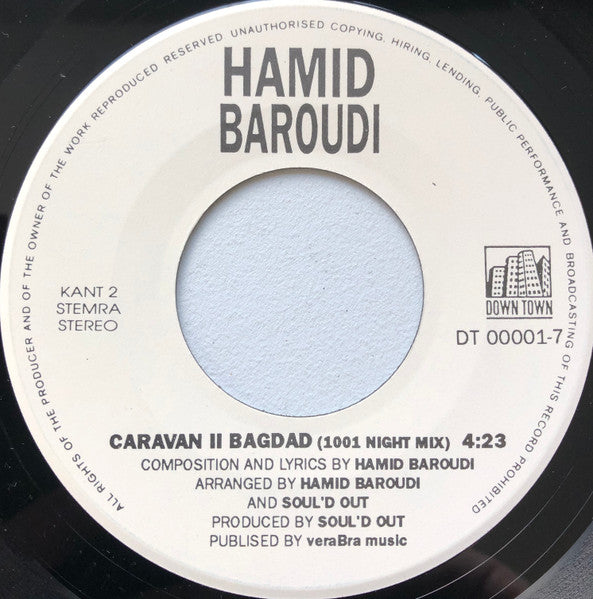 ALL RIGHTS OF THE PRODUCER AND OF THE OWNER OF THE WORK REPRODUCED RESERVED UNAUTHORISED COPYING, HIRING, LENDING, PUBLIC PERFORMANCE AND BROADCASTING OF THIS RECORD PROHIBITED
HAMID
BAROUDI
KANT 2
STEMRA
STEREO
DOWN TOWN
DT 00001-7
CARAVAN II BAGDAD (1001 NIGHT MIX) 4:23
COMPOSITION AND LYRICS BY HAMID BAROUDI
ARRANGED BY HAMID BAROUDI
AND SOUL'D OUT
PRODUCED BY SOUL'D OUT
PUBLISED BY veraBra music